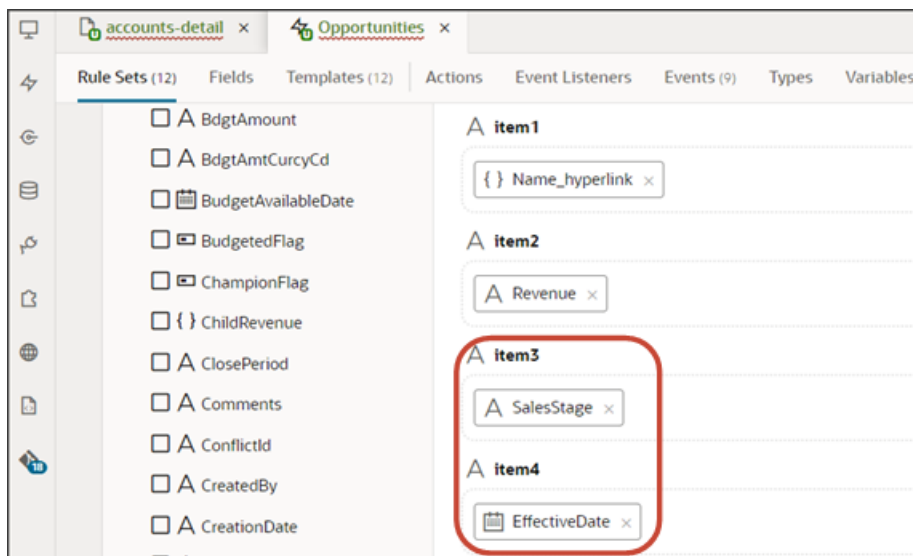 accounts-detail × Opportunities ×
Rule Sets (12) Fields Templates (12) Actions Event Listeners Events (9) Types Variables
BdgtAmount
BdgtAmtCurcyCd
BudgetAvailableDate
BudgetedFlag
ChampionFlag
{ } ChildRevenue
ClosePeriod
Comments
ConflictId
CreatedBy
CreationDate
18
item1
{ } Name_hyperlink ×
item2
Revenue ×
item3
SalesStage ×
item4
EffectiveDate ×